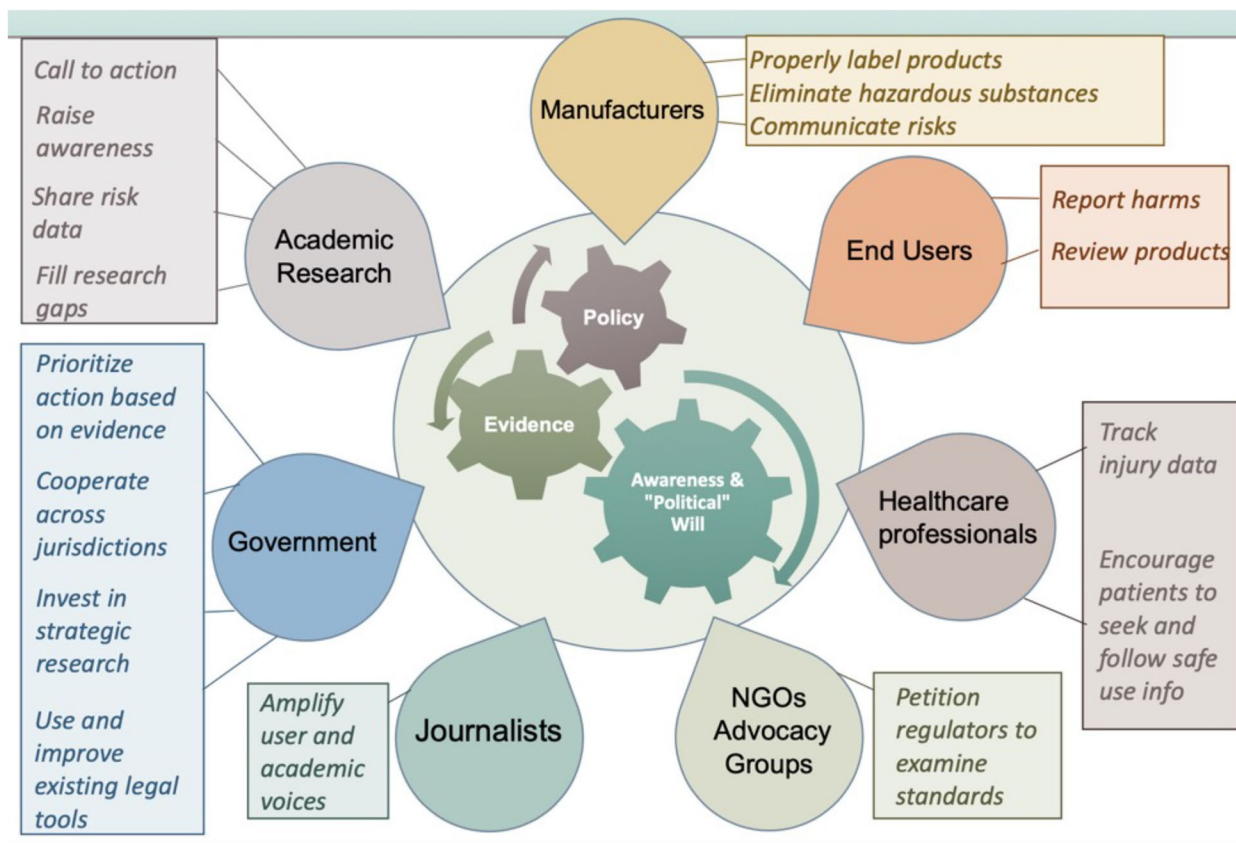 Call to action
Raise
awareness
Share risk
data
Fill research
gaps
Academic
Research
Manufacturers
Properly label products
Eliminate hazardous substances
Communicate risks
End Users
Report harms
Review products
Policy
Evidence
Awareness &
"Political"
Will
Prioritize
action based
on evidence
Cooperate
across
jurisdictions
Invest in
strategic
research
Use and
improve
existing legal
tools
Government
Healthcare
professionals
Track
injury data
Encourage
patients to
seek and
follow safe
use info
Amplify
user and
academic
voices
Journalists
NGOs
Advocacy
Groups
Petition
regulators to
examine
standards